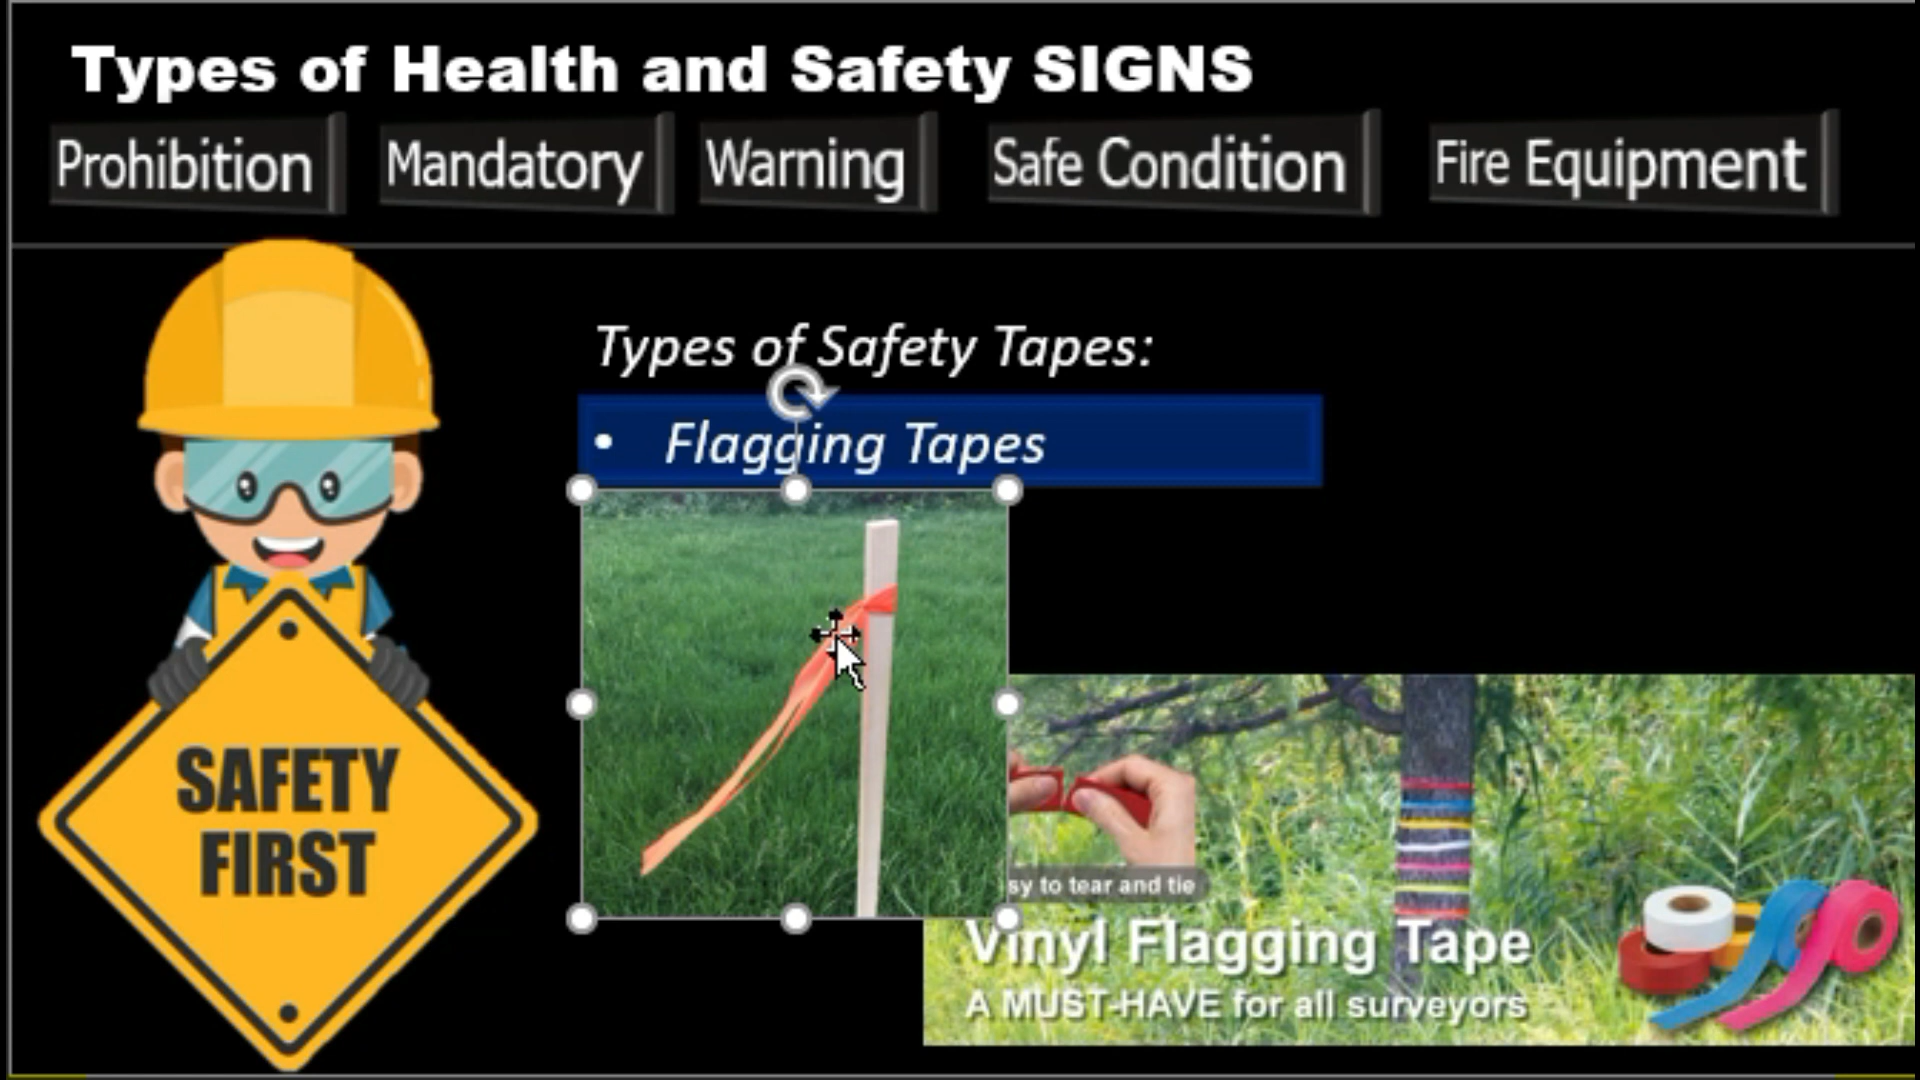 Types of Health and Safety SIGNS
Prohibition
Mandatory
Warning
Safe Condition
Fire Equipment
Types of Safety Tapes:
• Flagging Tapes
SAFETY
FIRST
sy to tear and tie
Vinyl Flagging Tape
A MUST-HAVE for all surveyors